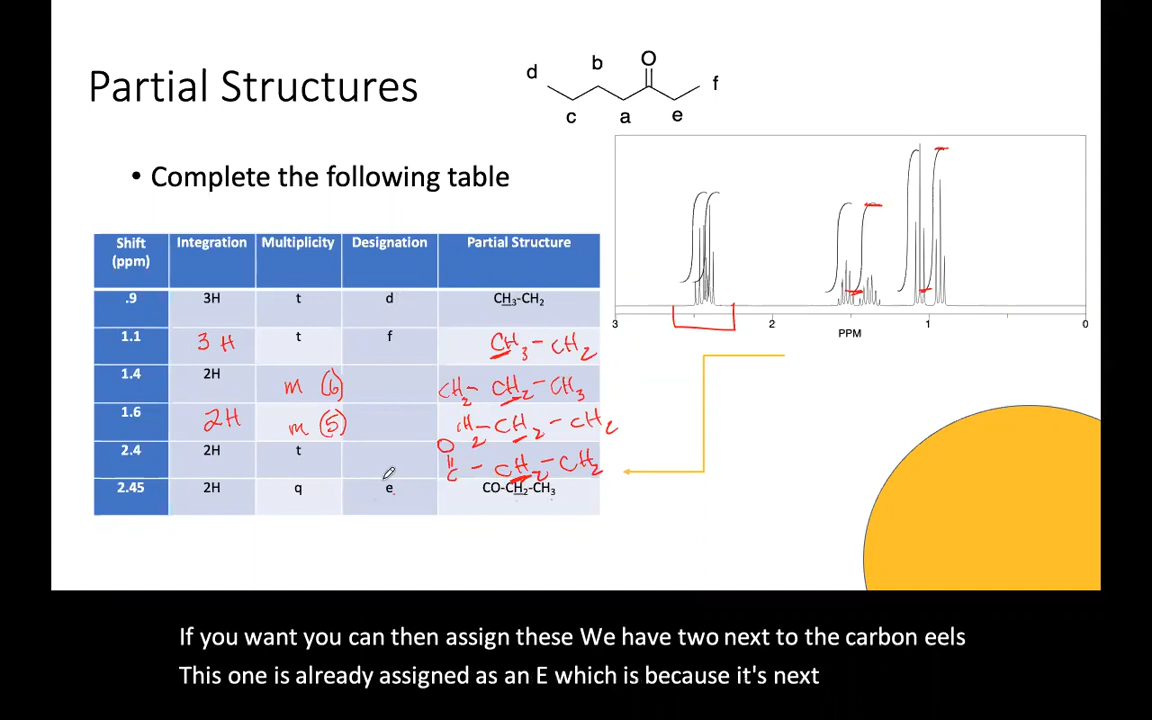 Partial Structures
O
d
b
f
c
a
e
• Complete the following table
Shift (ppm) Integration Multiplicity Designation Partial Structure
.9 3H t d CH₃-CH₂
1.1 3H t f CH₃-CH₂
1.4 2H m (6) CH₂-CH₂-CH₃
1.6 2H m (5) CH₂-CH₂-CH₂
2.4 2H t O=C-CH₂-CH₂
2.45 2H q e CO-CH₂-CH₃
3 2 1 0
PPM
If you want you can then assign these We have two next to the carbon eels
This one is already assigned as an E which is because it's next